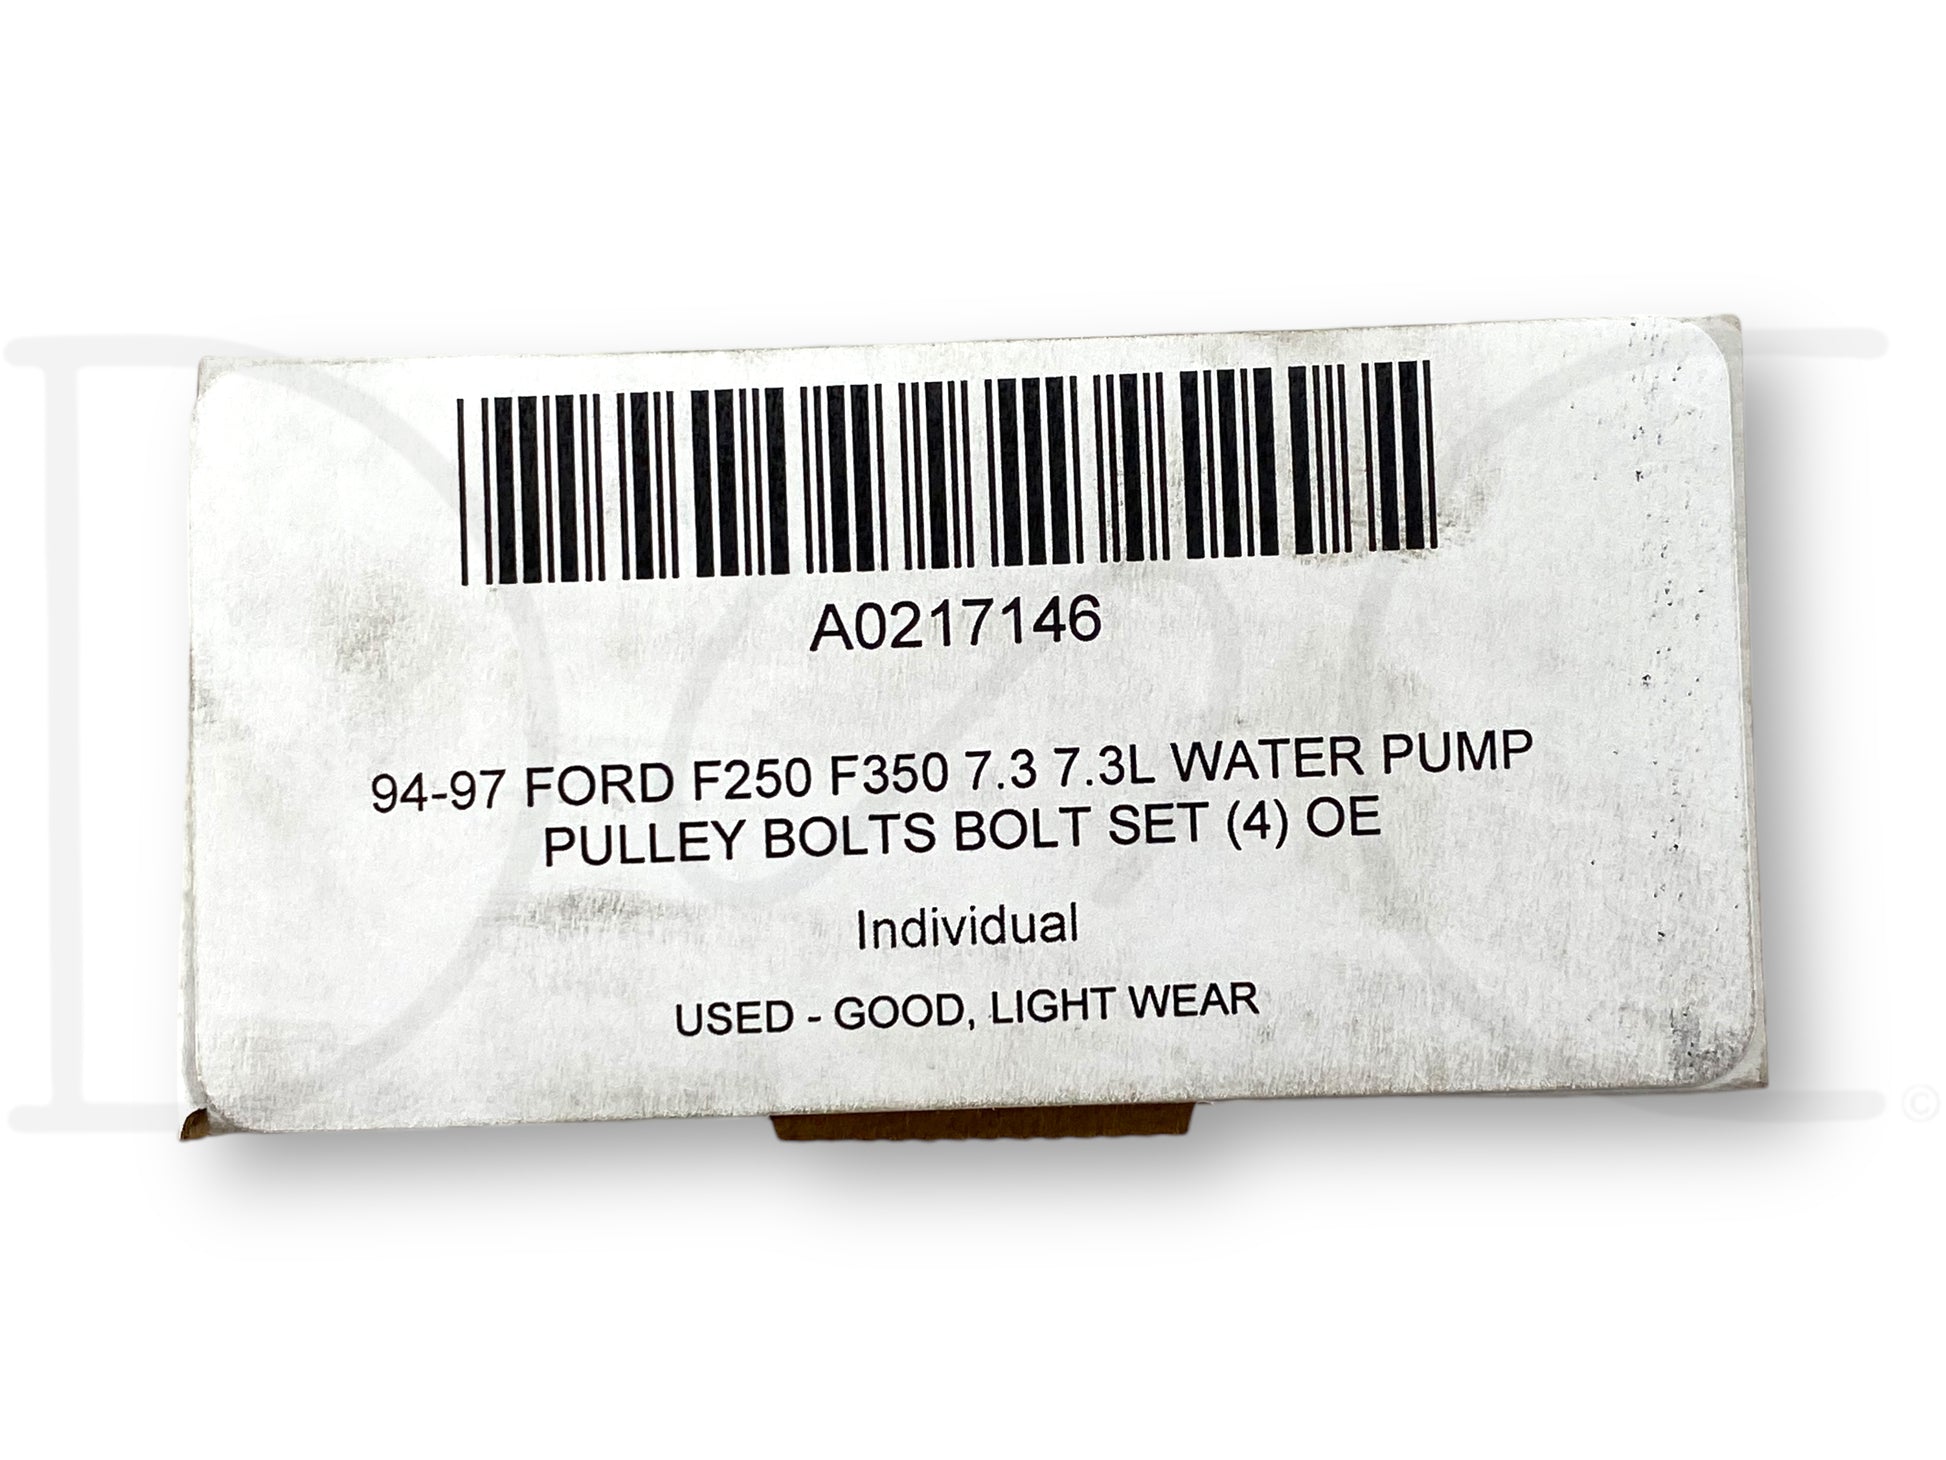 A0217146
94-97 FORD F250 F350 7.3 7.3L WATER PUMP
PULLEY BOLTS BOLT SET (4) OE
Individual
USED - GOOD, LIGHT WEAR
©